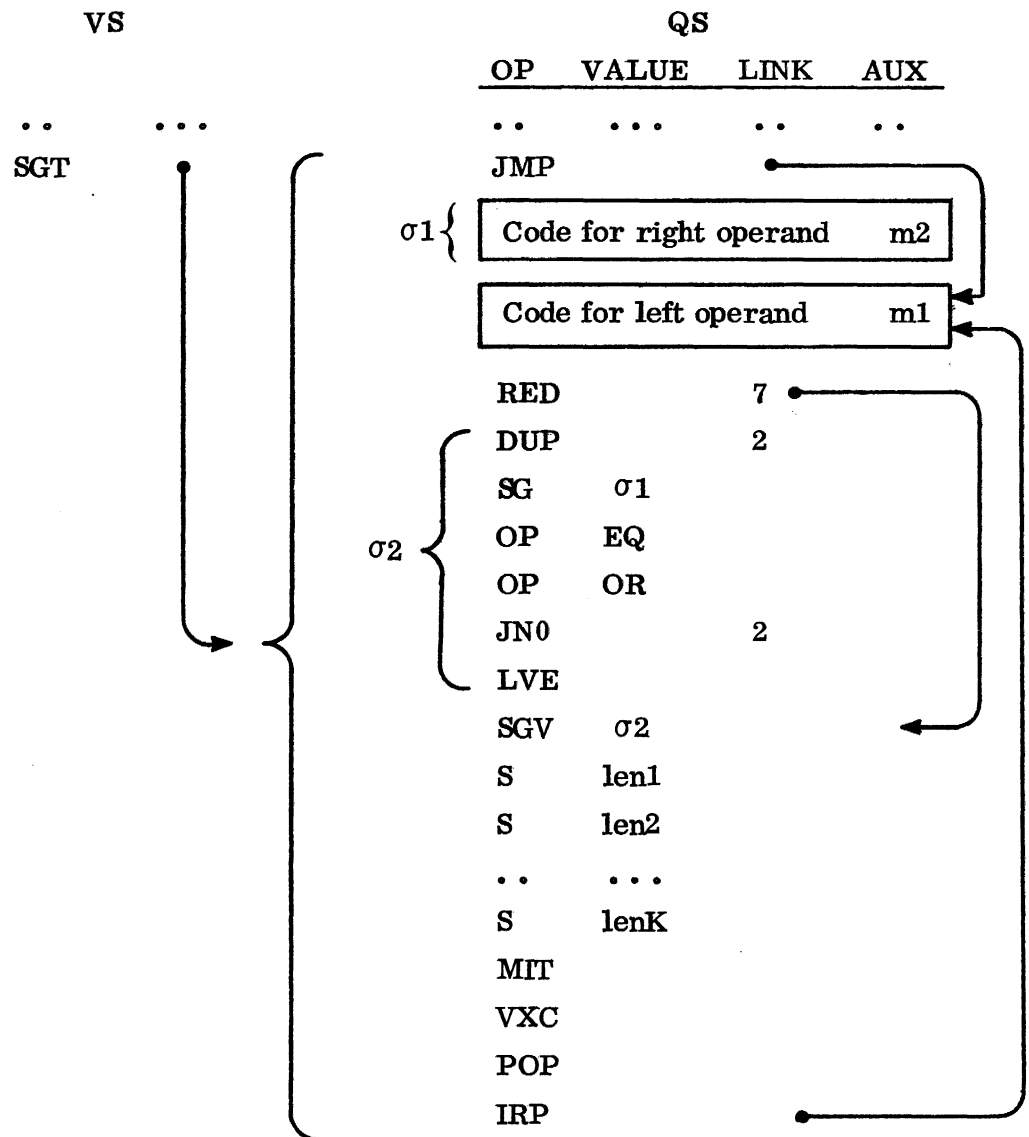 VS QS
OP VALUE LINK AUX
.. ... .. ... .. ..
SGT JMP
σ1 Code for right operand m2
Code for left operand m1
RED 7
DUP 2
SG σ1
σ2 OP EQ
OP OR
JN0 2
LVE
SGV σ2
S len1
S len2
.. ...
S lenK
MIT
VXC
POP
IRP